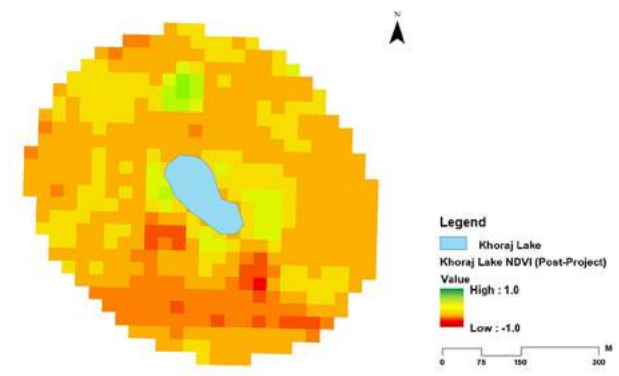 N
Legend
Khoraj Lake
Khoraj Lake NDVI (Post-Project)
Value
High : 1.0
Low : -1.0
M
0 75 150 300